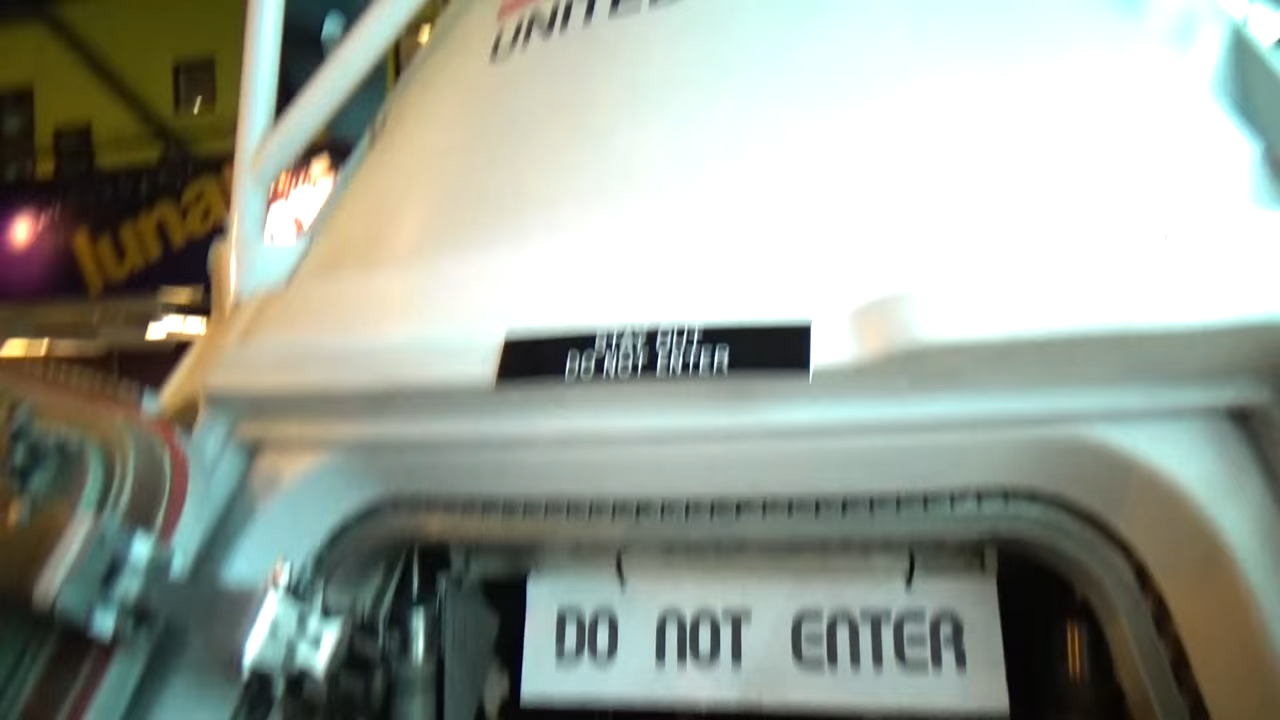 UNITED
luna
STAY OUT
DO NOT ENTER
DO NOT ENTER